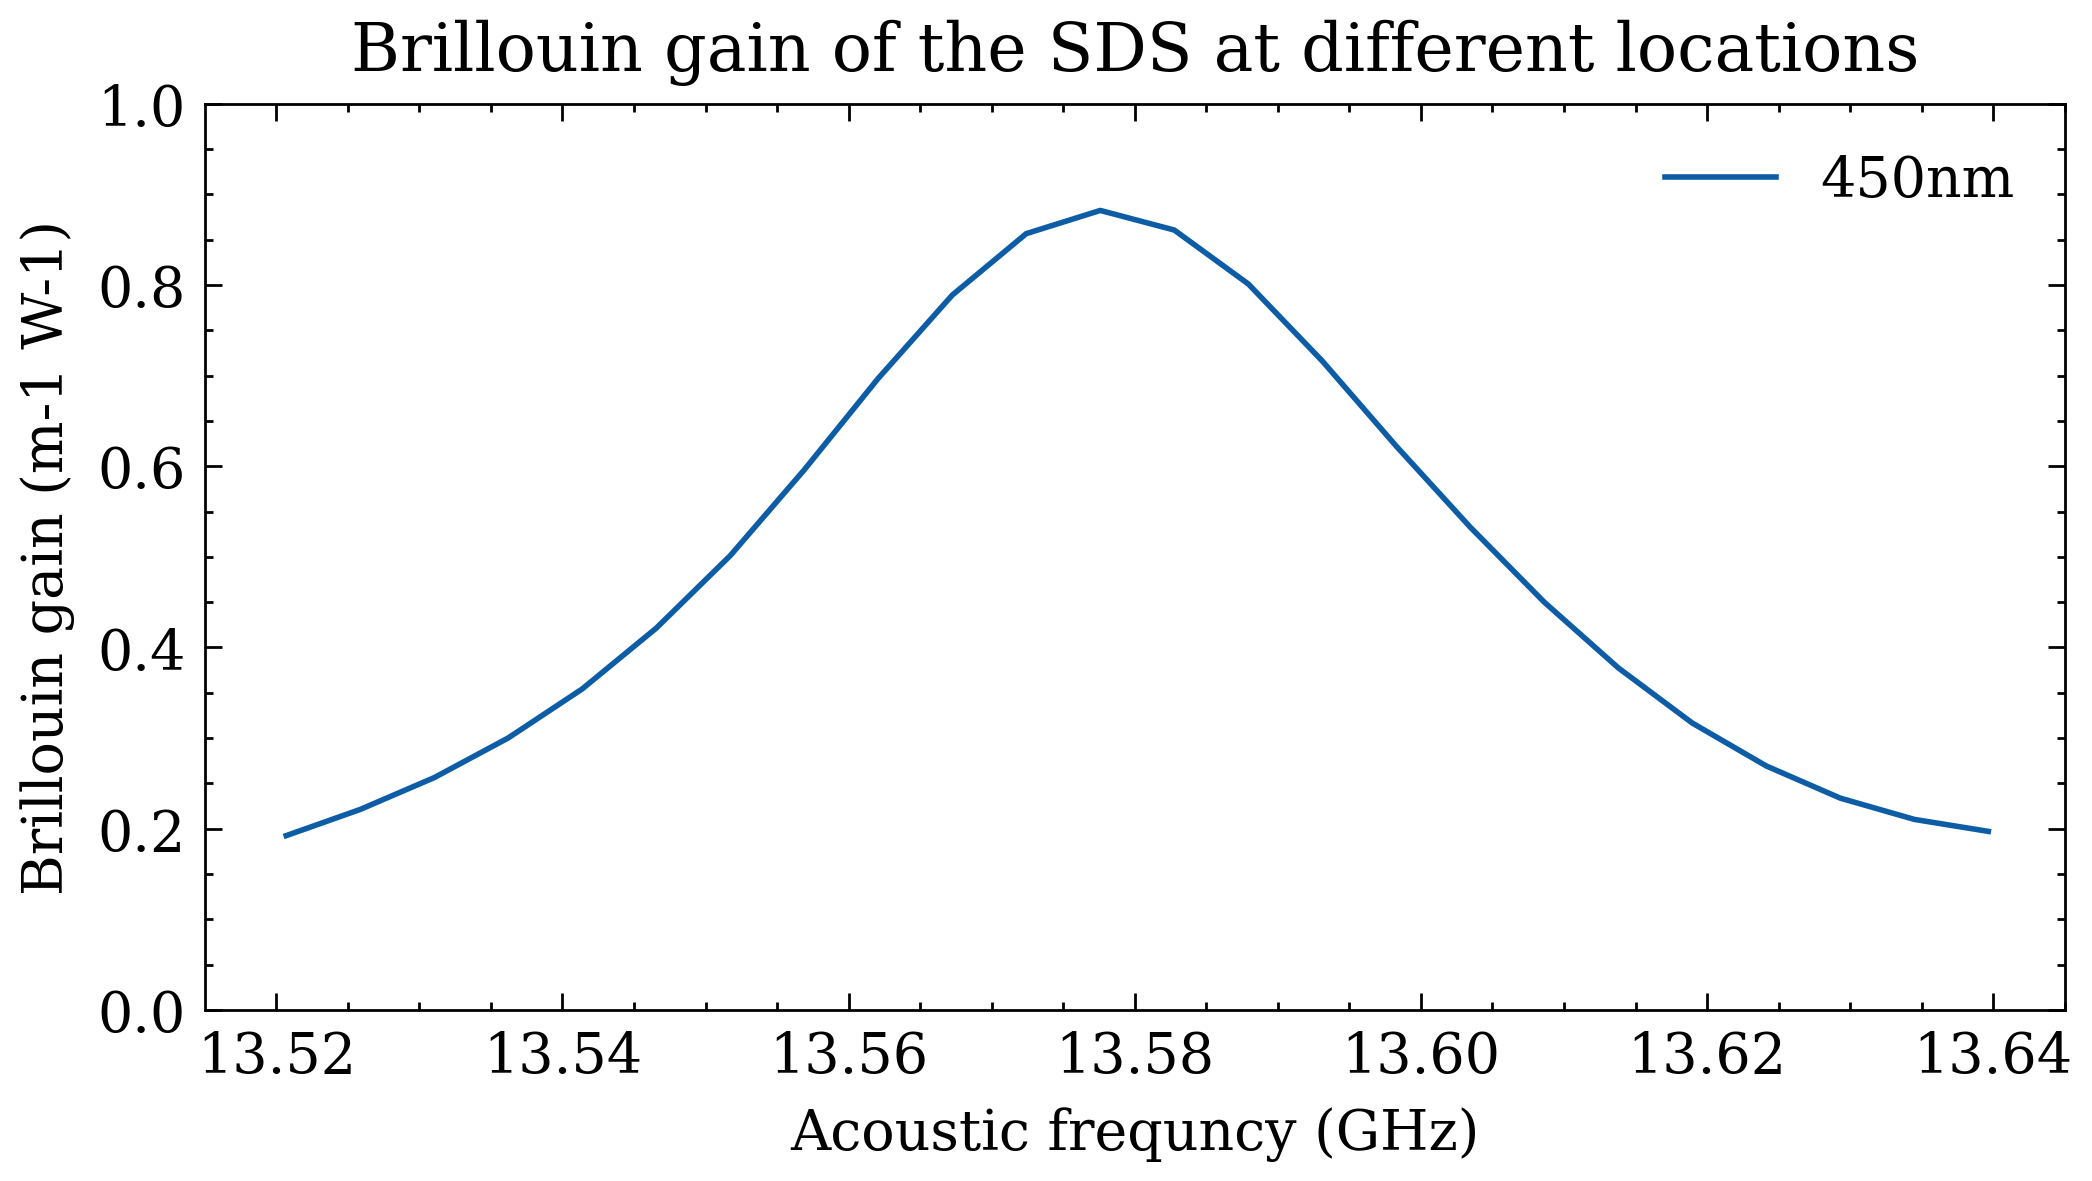 Brillouin gain of the SDS at different locations
1.0
0.8
0.6
0.4
0.2
0.0
Brillouin gain (m-1 W-1)
450nm
13.52 13.54 13.56 13.58 13.60 13.62 13.64
Acoustic frequncy (GHz)